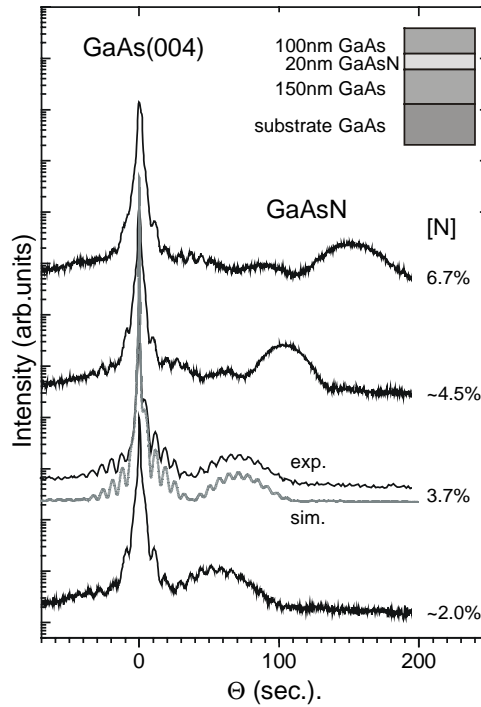 GaAs(004)
100nm GaAs
20nm GaAsN
150nm GaAs
substrate GaAs
GaAsN
[N]
6.7%
~4.5%
exp.
3.7%
sim.
~2.0%
Intensity (arb.units)
0 100 200
Θ (sec.).